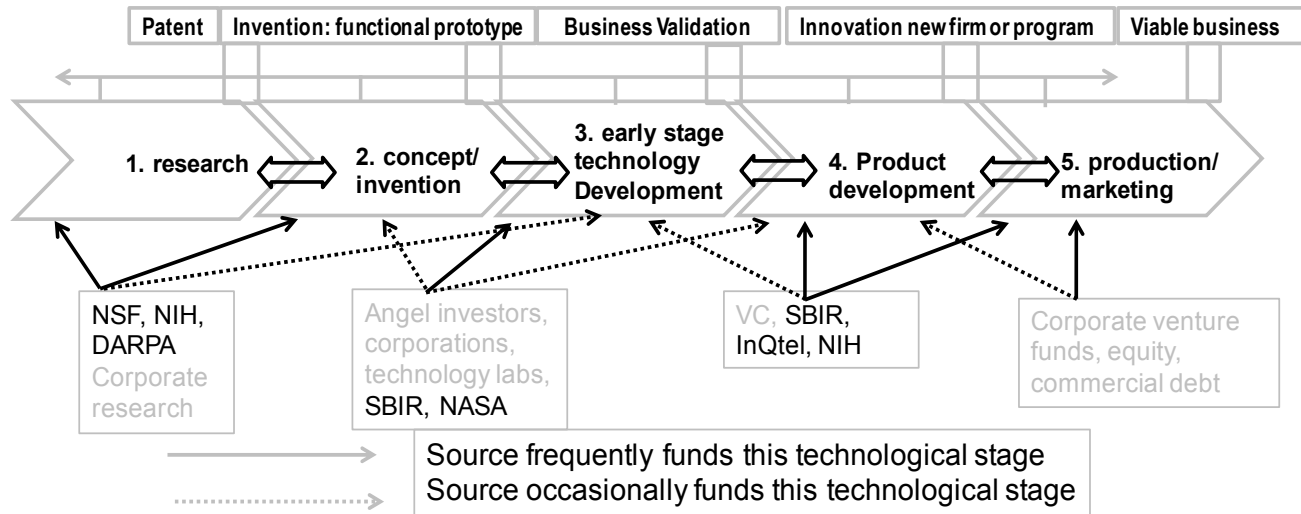 Patent
Invention: functional prototype
Business Validation
Innovation new firm or program
Viable business
1. research
2. concept/
invention
3. early stage
technology
Development
4. Product
development
5. production/
marketing
NSF, NIH,
DARPA
Corporate
research
Angel investors,
corporations,
technology labs,
SBIR, NASA
VC, SBIR,
InQtel, NIH
Corporate venture
funds, equity,
commercial debt
Source frequently funds this technological stage
Source occasionally funds this technological stage